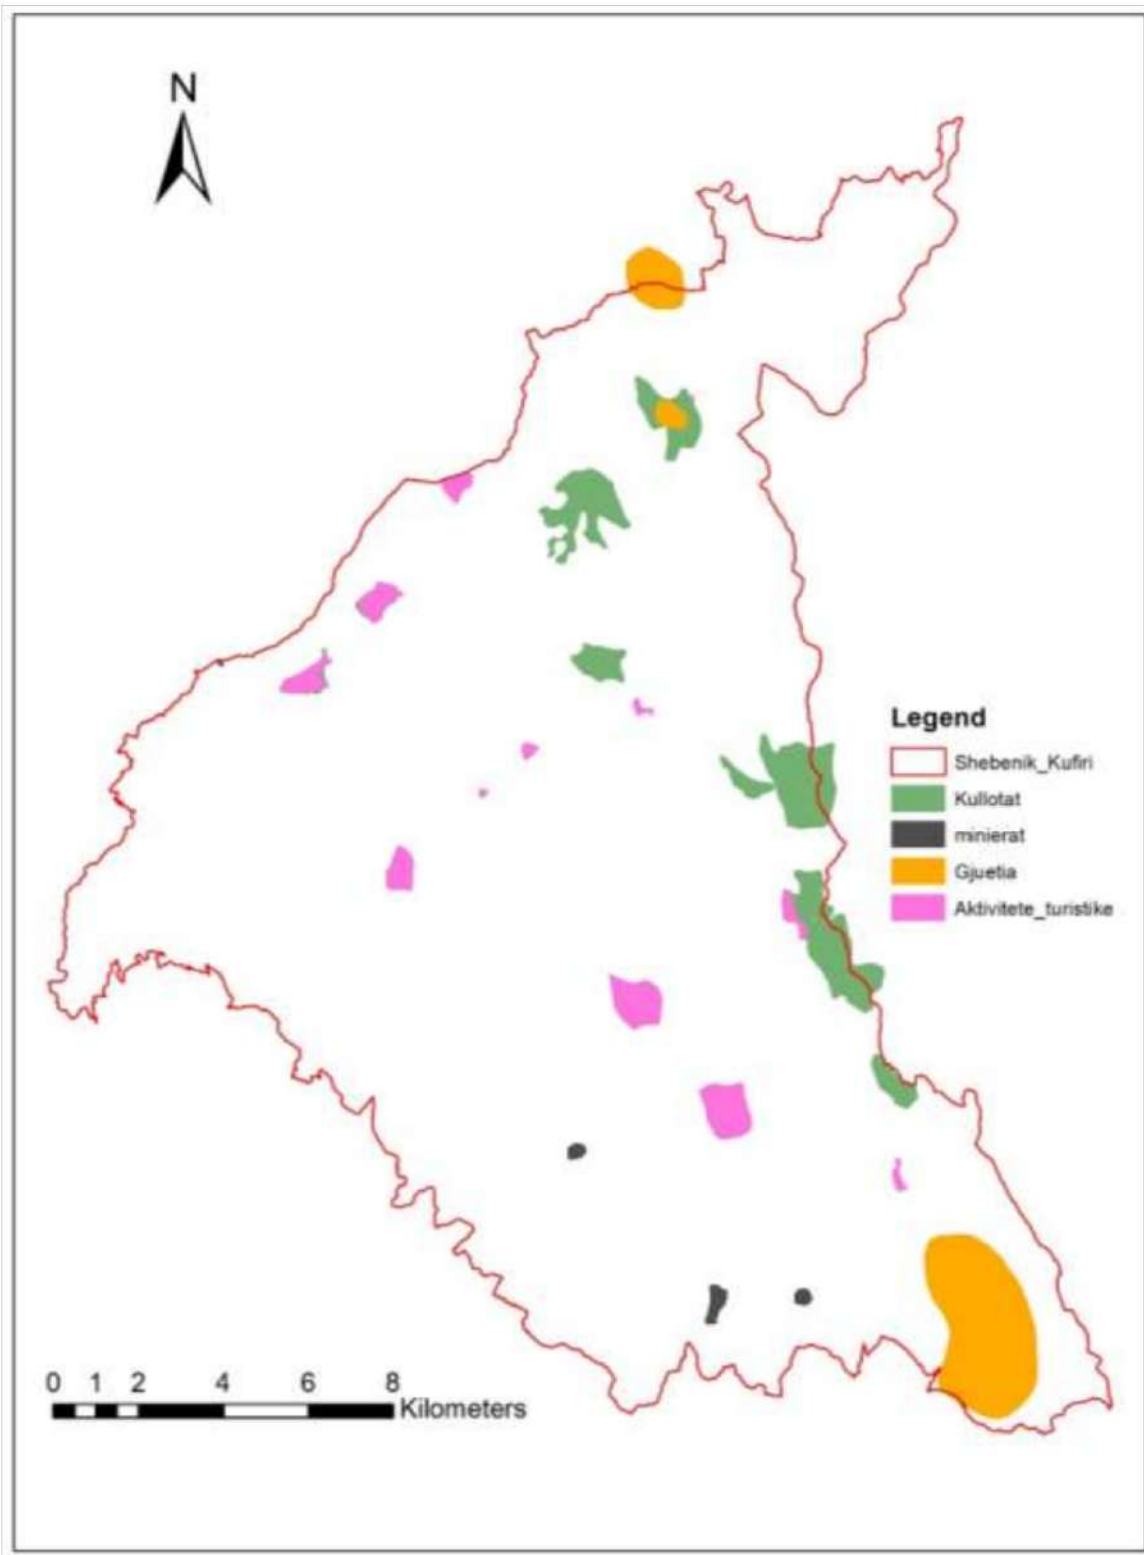 N
Legend
Shebenik_Kufiri
Kullotat
minierat
Gjuetia
Aktivitete_turistike
0 1 2 4 6 8
Kilometers